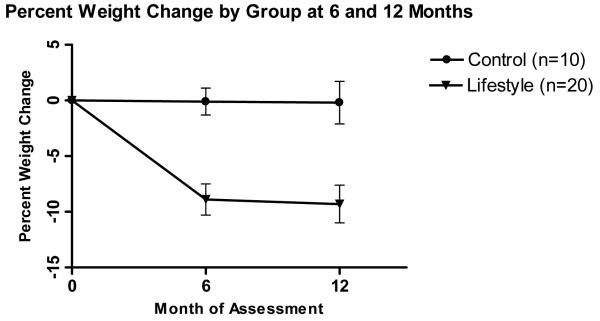 Percent Weight Change by Group at 6 and 12 Months
5
0
-5
-10
-15
Percent Weight Change
0 6 12
Month of Assessment
Control (n=10)
Lifestyle (n=20)